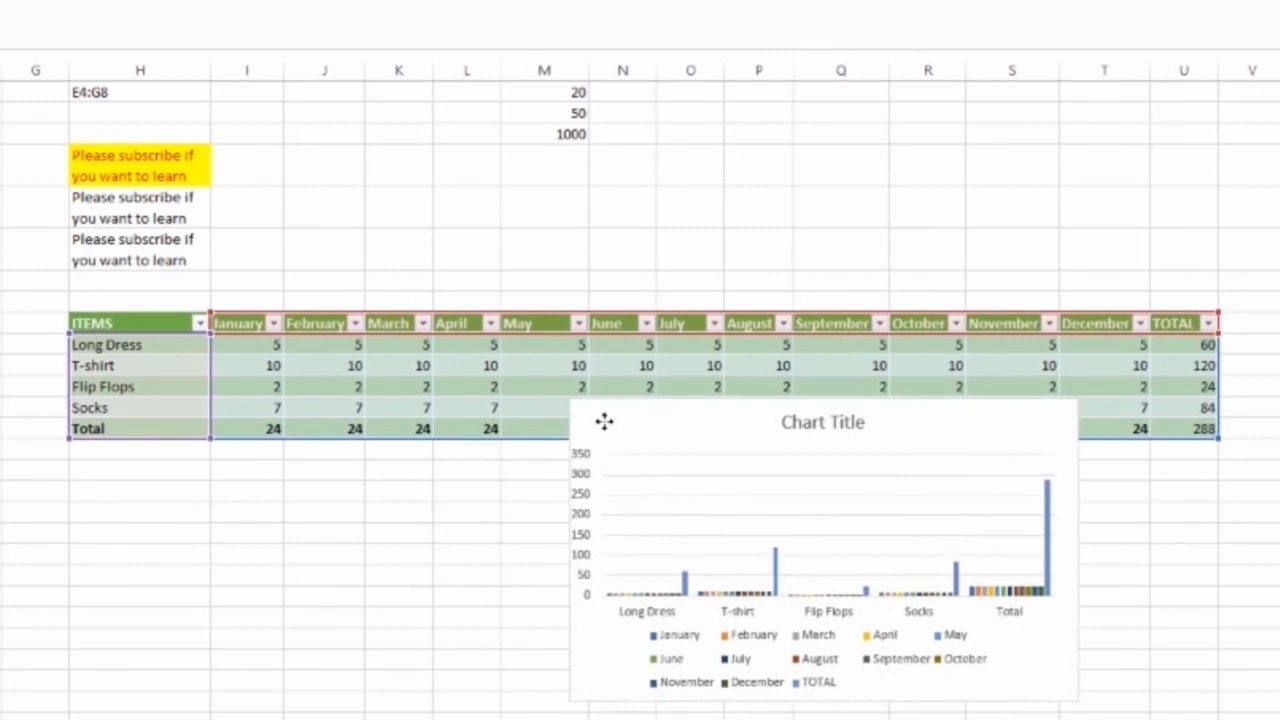 G H I J K L M N O P Q R S T U V
E4:G8 20
50
1000
Please subscribe if
you want to learn
Please subscribe if
you want to learn
Please subscribe if
you want to learn
ITEMS January February March April May June July August September October November December TOTAL
Long Dress 5 5 5 5 5 5 5 5 5 5 5 5 60
T-shirt 10 10 10 10 10 10 10 10 10 10 10 10 120
Flip Flops 2 2 2 2 2 2 2 2 2 2 2 2 24
Socks 7 7 7 7 7 84
Total 24 24 24 24 24 288
Chart Title
350
300
250
200
150
100
50
0
Long Dress T-shirt Flip Flops Socks Total
January February March April May
June July August September October
November December TOTAL